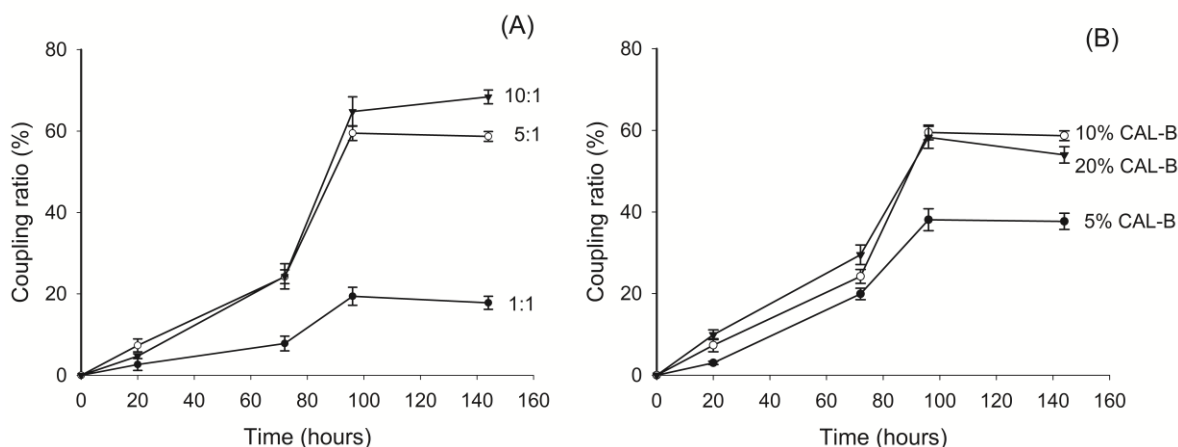 (A)
Coupling ratio (%)
80
60
40
20
0
10:1
5:1
1:1
0 20 40 60 80 100 120 140 160
Time (hours)
(B)
Coupling ratio (%)
80
60
40
20
0
10% CAL-B
20% CAL-B
5% CAL-B
0 20 40 60 80 100 120 140 160
Time (hours)